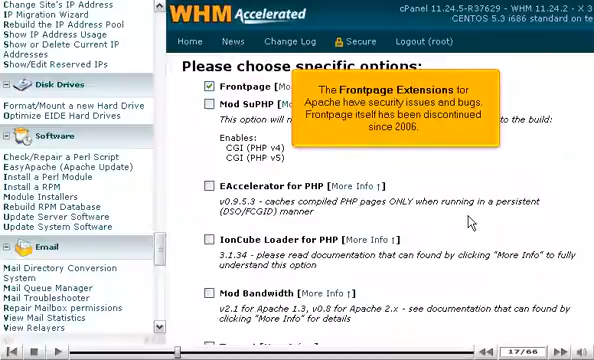 Change Site's IP Address
IP Migration Wizard
Rebuild the IP Address Pool
Show IP Address Usage
Show or Delete Current IP
Addresses
Show/Edit Reserved IPs
Disk Drives
Format/Mount a new Hard Drive
Optimize EIDE Hard Drives
Software
Check/Repair a Perl Script
EasyApache (Apache Update)
Install a Perl Module
Install a RPM
Module Installers
Rebuild RPM Database
Update Server Software
Update System Software
Email
Mail Directory Conversion
System
Mail Queue Manager
Mail Troubleshooter
Repair Mailbox permissions
View Mail Statistics
View Relayers
WHM Accelerated
cPanel 11.24.5-R37629 - WHM 11.24.2 - X 3
CENTOS 5.3 i686 standard on
Home News Change Log Secure Logout (root)
Please choose specific options:
Frontpage
The Frontpage Extensions for
Apache have security issues and bugs.
Frontpage itself has been discontinued
since 2006.
Mod SuPHP
This option will
to the build:
Enables:
CGI (PHP v4)
CGI (PHP v5)
EAccelerator for PHP [More Info ↑]
v0.9.5.3 - caches compiled PHP pages ONLY when running in a persistent
(DSO/FCGID) manner
IonCube Loader for PHP [More Info ↑]
3.1.34 - please read documentation that can found by clicking "More Info" to fully
understand this option
Mod Bandwidth [More Info ↑]
v2.1 for Apache 1.3, v0.8 for Apache 2.x - see documentation that can found by
clicking "More Info" for details
17/66